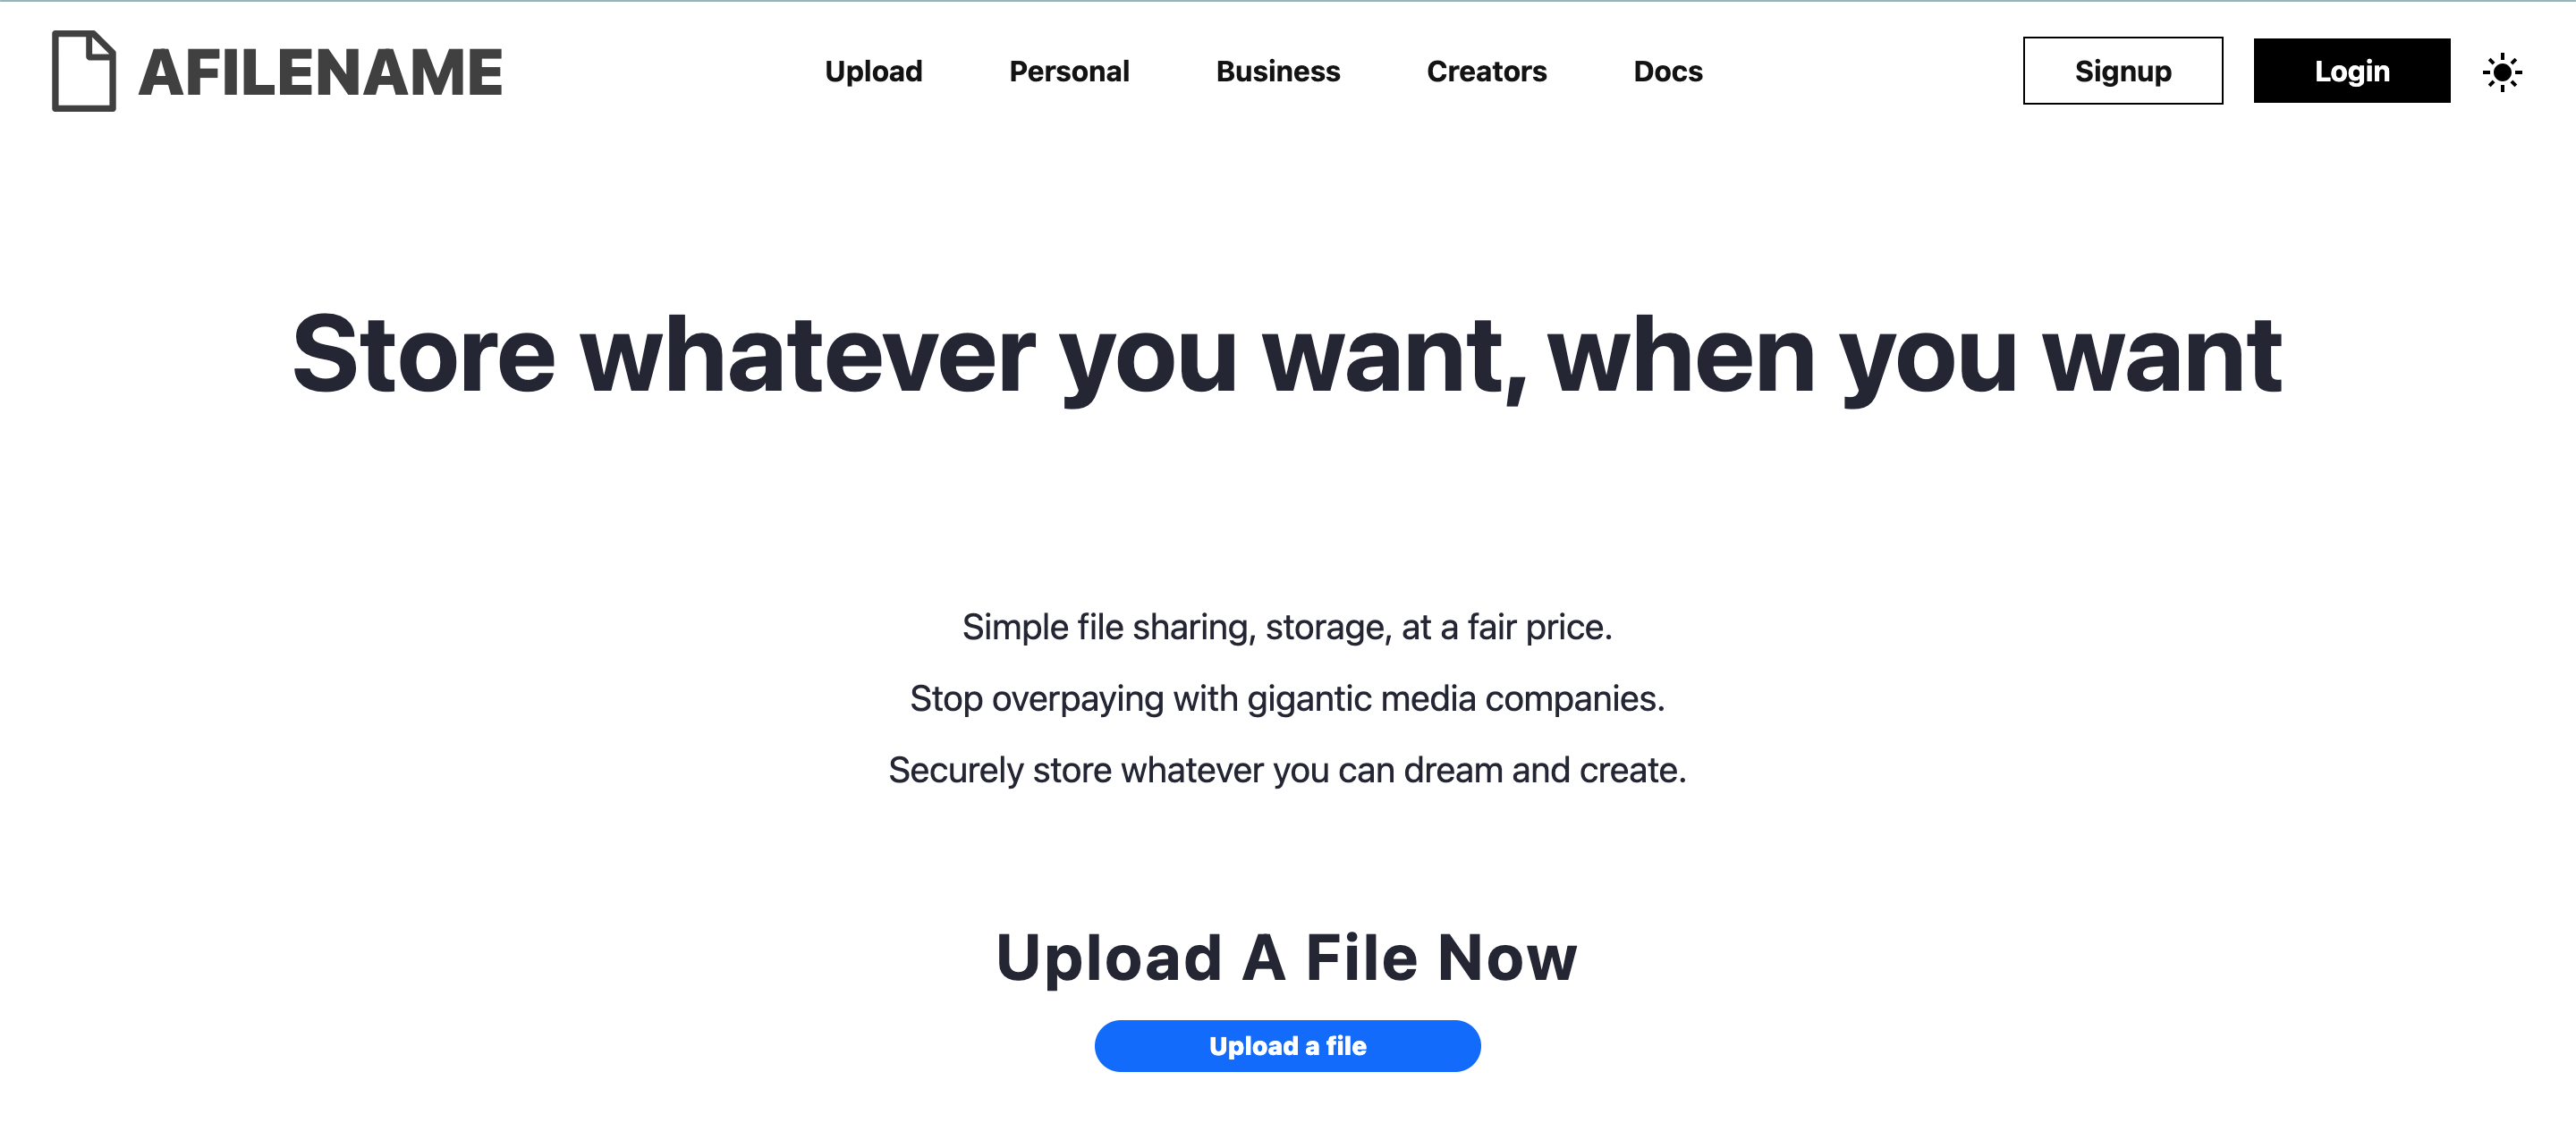 AFILENAME
Upload Personal Business Creators Docs Signup Login
Store whatever you want, when you want
Simple file sharing, storage, at a fair price.
Stop overpaying with gigantic media companies.
Securely store whatever you can dream and create.
Upload A File Now
Upload a file